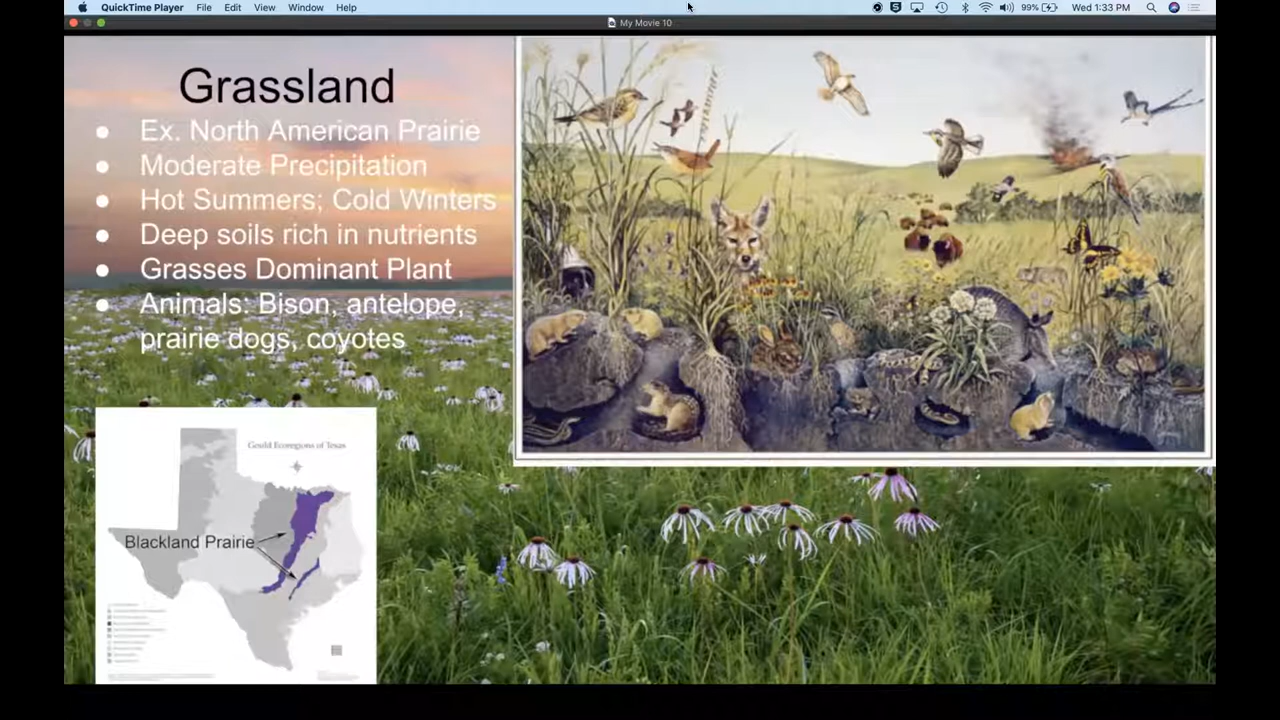 QuickTime Player File Edit View Window Help 99% Wed 1:33 PM
My Movie 10
Grassland
● Ex. North American Prairie
● Moderate Precipitation
● Hot Summers; Cold Winters
● Deep soils rich in nutrients
● Grasses Dominant Plant
● Animals: Bison, antelope,
prairie dogs, coyotes
Gould Ecoregions of Texas
Blackland Prairie